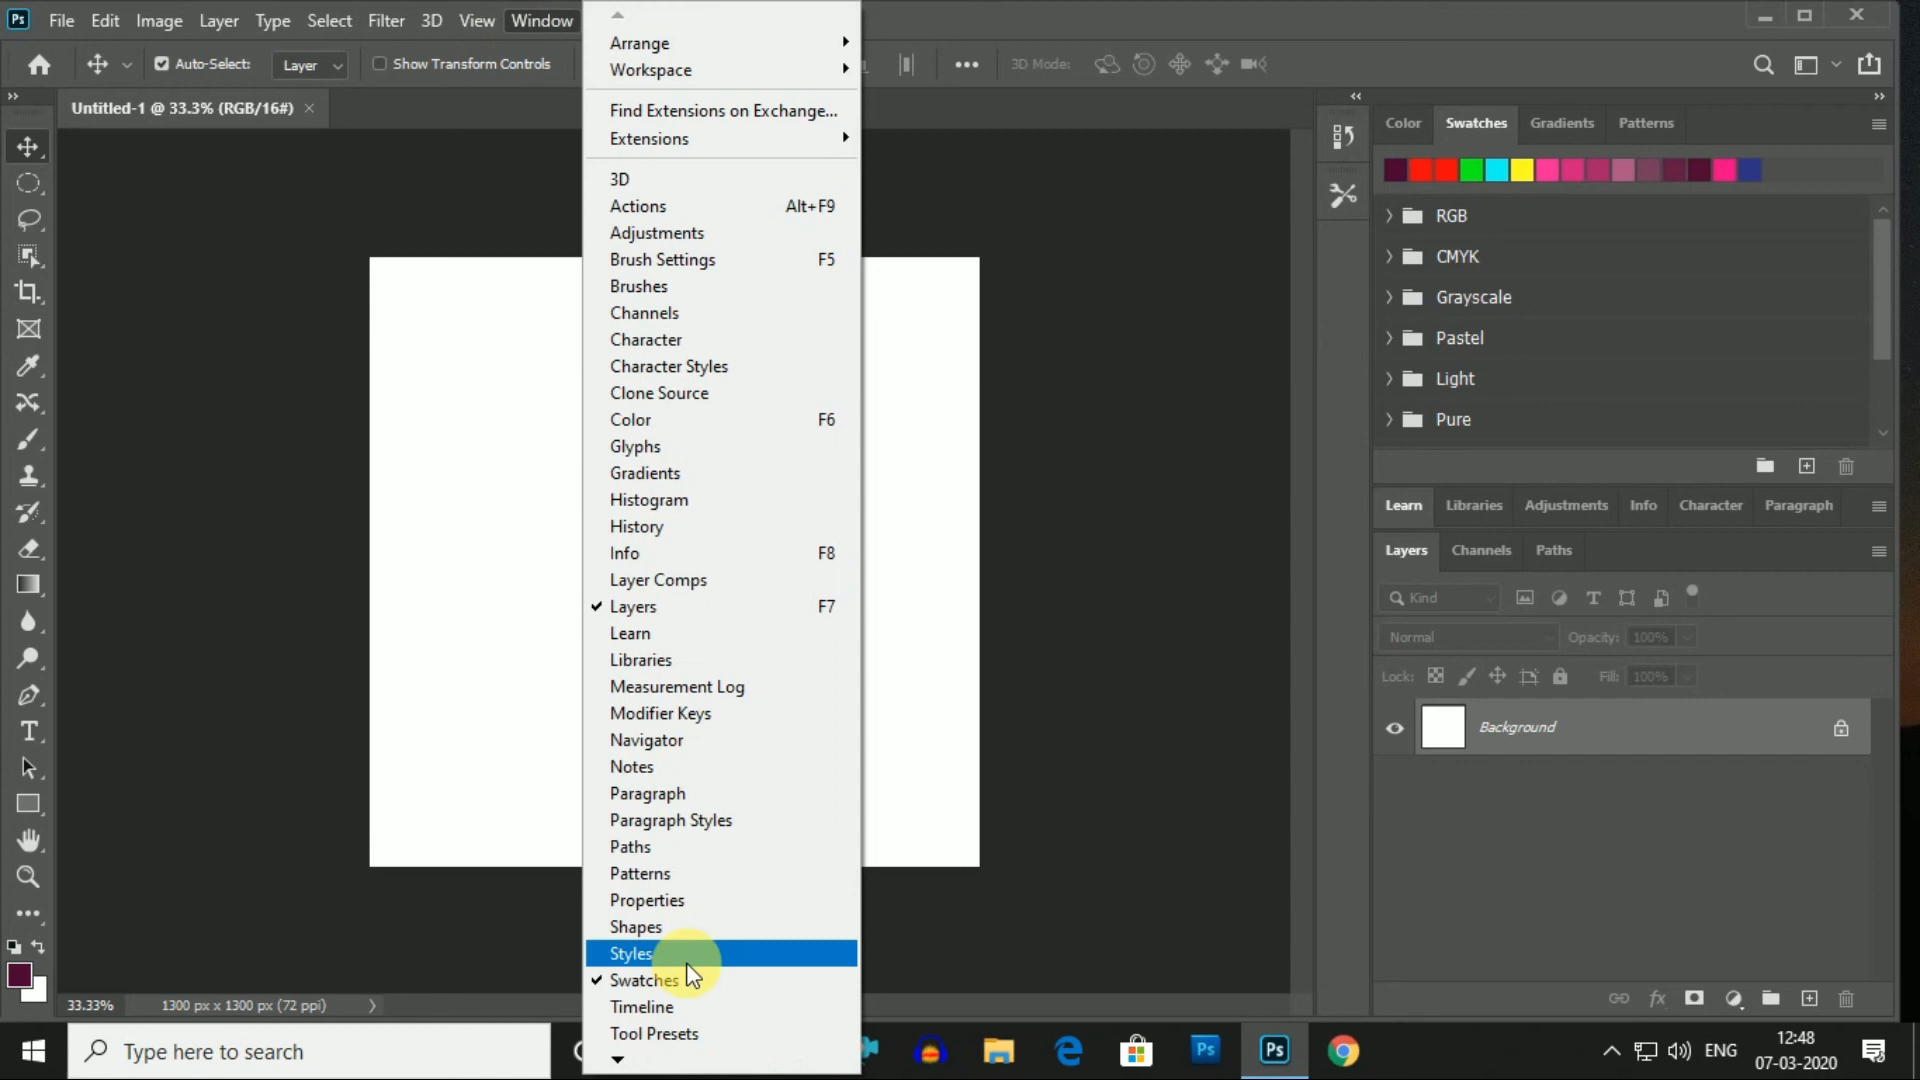 Ps File Edit Image Layer Type Select Filter 3D View Window
Auto-Select: Layer Show Transform Controls
3D Mode:
Untitled-1 @ 33.3% (RGB/16#) ×
Arrange
Workspace
Find Extensions on Exchange...
Extensions
3D
Actions Alt+F9
Adjustments
Brush Settings F5
Brushes
Channels
Character
Character Styles
Clone Source
Color F6
Glyphs
Gradients
Histogram
History
Info F8
Layer Comps
Layers F7
Learn
Libraries
Measurement Log
Modifier Keys
Navigator
Notes
Paragraph
Paragraph Styles
Paths
Patterns
Properties
Shapes
Styles
Swatches
Timeline
Tool Presets
Color Swatches Gradients Patterns
RGB
CMYK
Grayscale
Pastel
Light
Pure
Learn Libraries Adjustments Info Character Paragraph
Layers Channels Paths
Kind
Normal Opacity: 100%
Lock: Fill: 100%
Background
fx
33.33% 1300 px x 1300 px (72 ppi)
Type here to search
Ps
Ps
ENG
12:48
07-03-2020